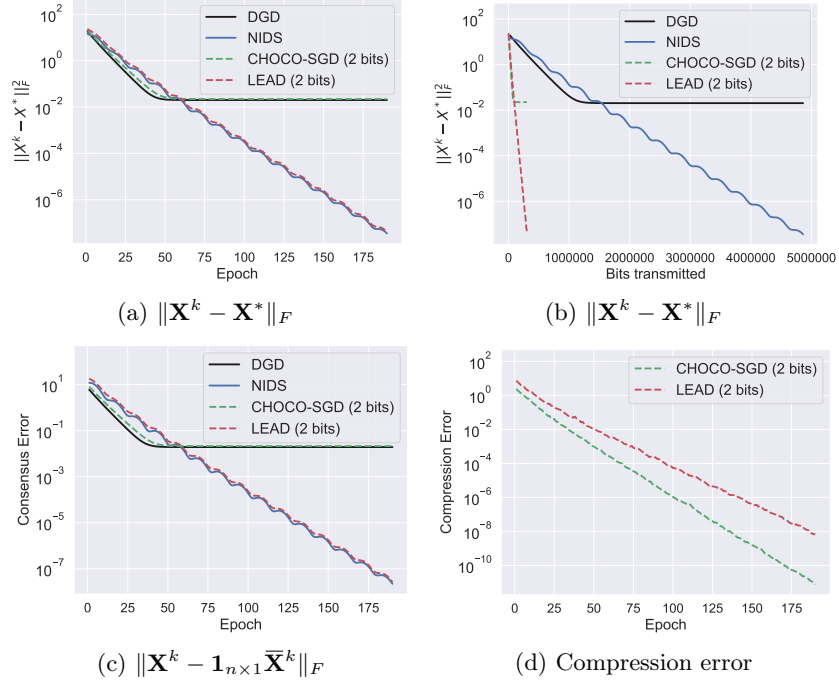 10^2
10^0
10^−2
10^−4
10^−6
||X^k − X^*||_F^2
0 25 50 75 100 125 150 175
Epoch
DGD
NIDS
CHOCO-SGD (2 bits)
LEAD (2 bits)
(a) ‖X^k − X^*‖_F
10^2
10^0
10^−2
10^−4
10^−6
||X^k − X^*||_F^2
0 1000000 2000000 3000000 4000000 5000000
Bits transmitted
DGD
NIDS
CHOCO-SGD (2 bits)
LEAD (2 bits)
(b) ‖X^k − X^*‖_F
10^1
10^−1
10^−3
10^−5
10^−7
Consensus Error
0 25 50 75 100 125 150 175
Epoch
DGD
NIDS
CHOCO-SGD (2 bits)
LEAD (2 bits)
(c) ‖X^k − 1_{n×1}X̅^k‖_F
10^2
10^0
10^−2
10^−4
10^−6
10^−8
10^−10
Compression Error
0 25 50 75 100 125 150 175
Epoch
CHOCO-SGD (2 bits)
LEAD (2 bits)
(d) Compression error